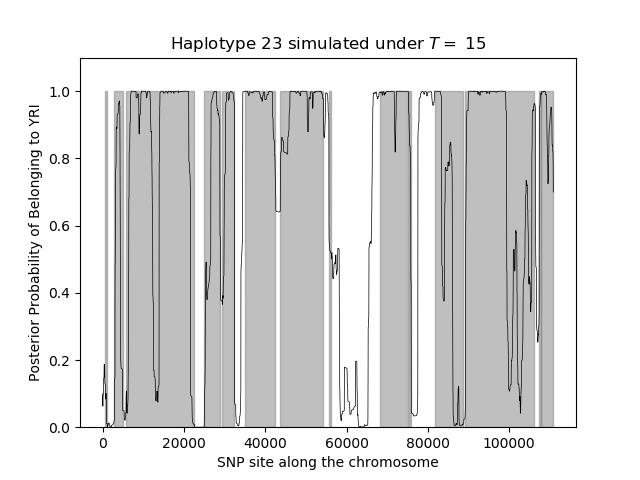 Haplotype 23 simulated under T = 15
Posterior Probability of Belonging to YRI
1.0
0.8
0.6
0.4
0.2
0.0
0 20000 40000 60000 80000 100000
SNP site along the chromosome